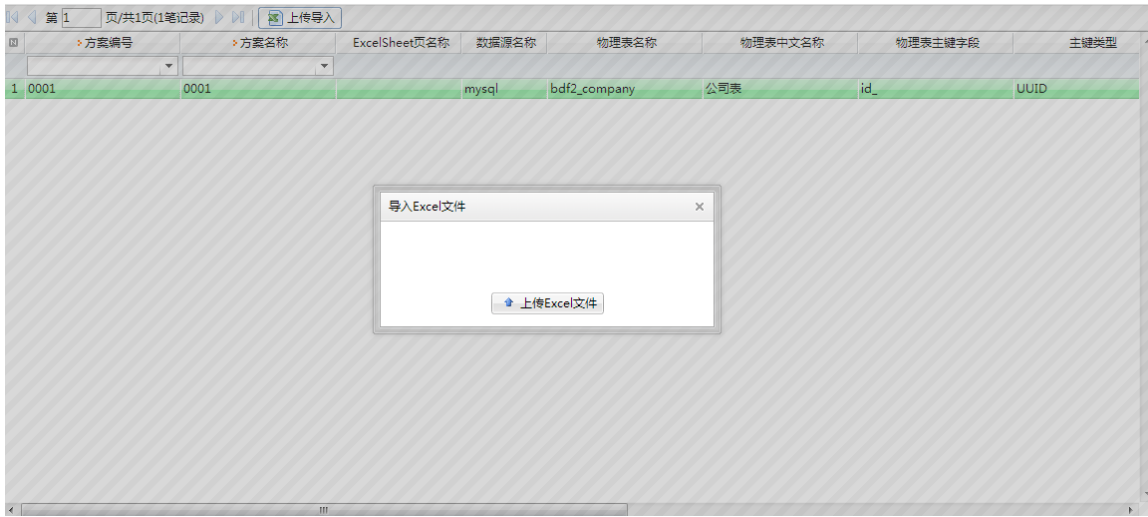 第 1 页/共1页(1笔记录) 上传导入
方案编号 方案名称 ExcelSheet页名称 数据源名称 物理表名称 物理表中文名称 物理表主键字段 主键类型
1 0001 0001 mysql bdf2_company 公司表 id_ UUID
导入Excel文件
上传Excel文件